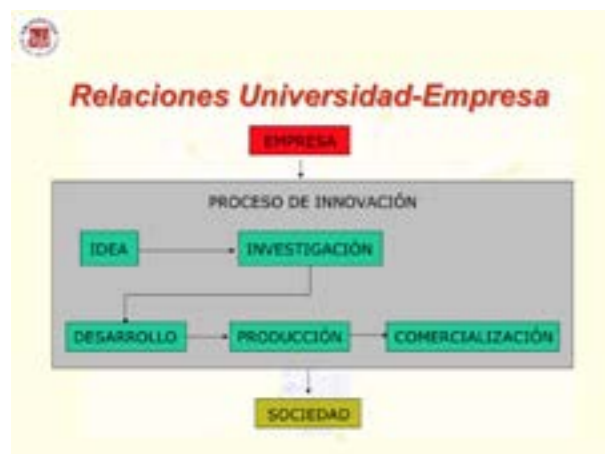 Relaciones Universidad-Empresa
EMPRESA
PROCESO DE INNOVACIÓN
IDEA
INVESTIGACIÓN
DESARROLLO
PRODUCCIÓN
COMERCIALIZACIÓN
SOCIEDAD